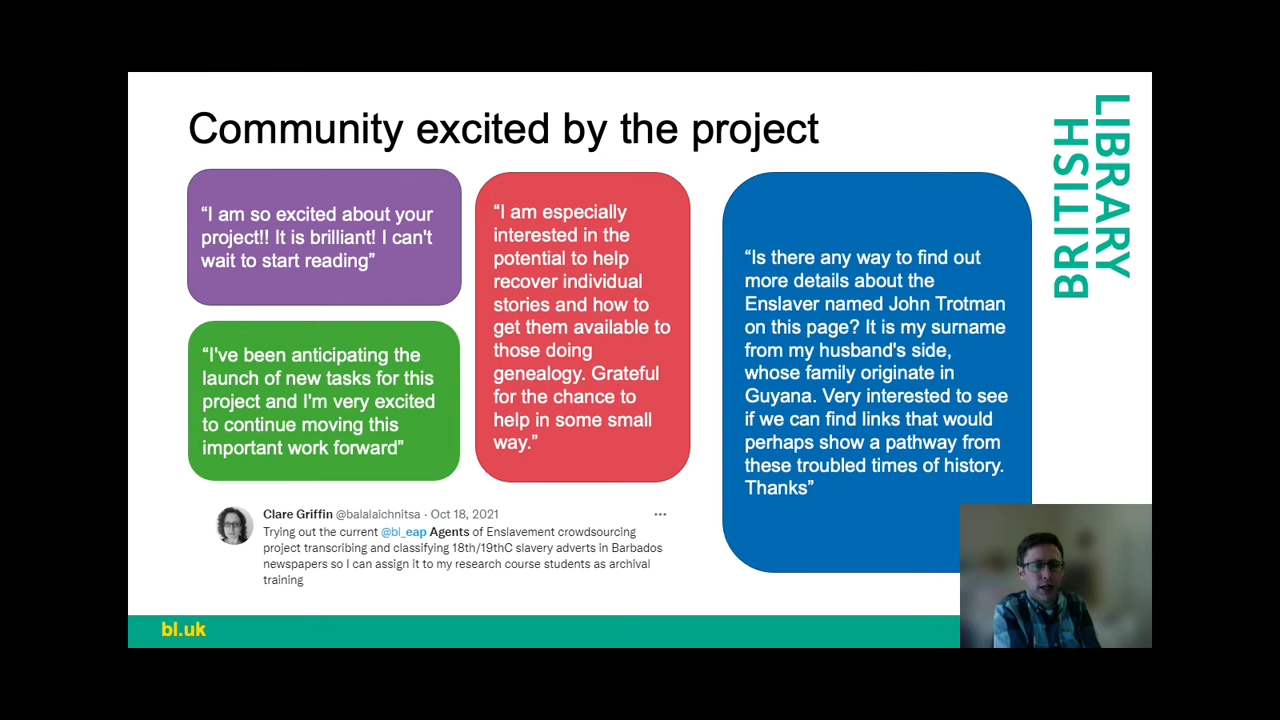 Community excited by the project
“I am so excited about your
project!! It is brilliant! I can't
wait to start reading”
“I've been anticipating the
launch of new tasks for this
project and I'm very excited
to continue moving this
important work forward”
“I am especially
interested in the
potential to help
recover individual
stories and how to
get them available to
those doing
genealogy. Grateful
for the chance to
help in some small
way.”
“Is there any way to find out
more details about the
Enslaver named John Trotman
on this page? It is my surname
from my husband's side,
whose family originate in
Guyana. Very interested to see
if we can find links that would
perhaps show a pathway from
these troubled times of history.
Thanks”
Clare Griffin @balalaichnitsa · Oct 18, 2021
Trying out the current @bl_eap Agents of Enslavement crowdsourcing
project transcribing and classifying 18th/19thC slavery adverts in Barbados
newspapers so I can assign it to my research course students as archival
training
BRITISH
LIBRARY
bl.uk